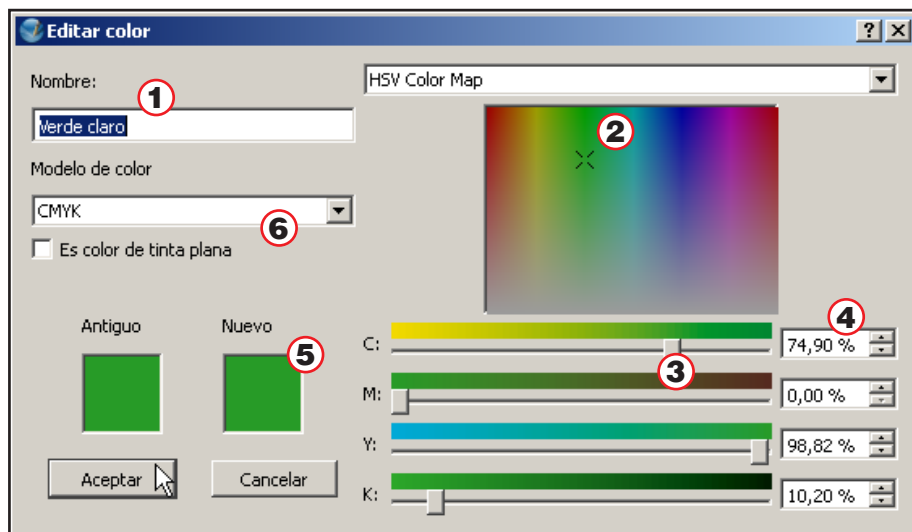 Editar color
Nombre:
1
Verde claro
Modelo de color
CMYK
6
Es color de tinta plana
Antiguo
Nuevo
5
Aceptar
Cancelar
HSV Color Map
2
C:
74,90 %
4
3
M:
0,00 %
Y:
98,82 %
K:
10,20 %